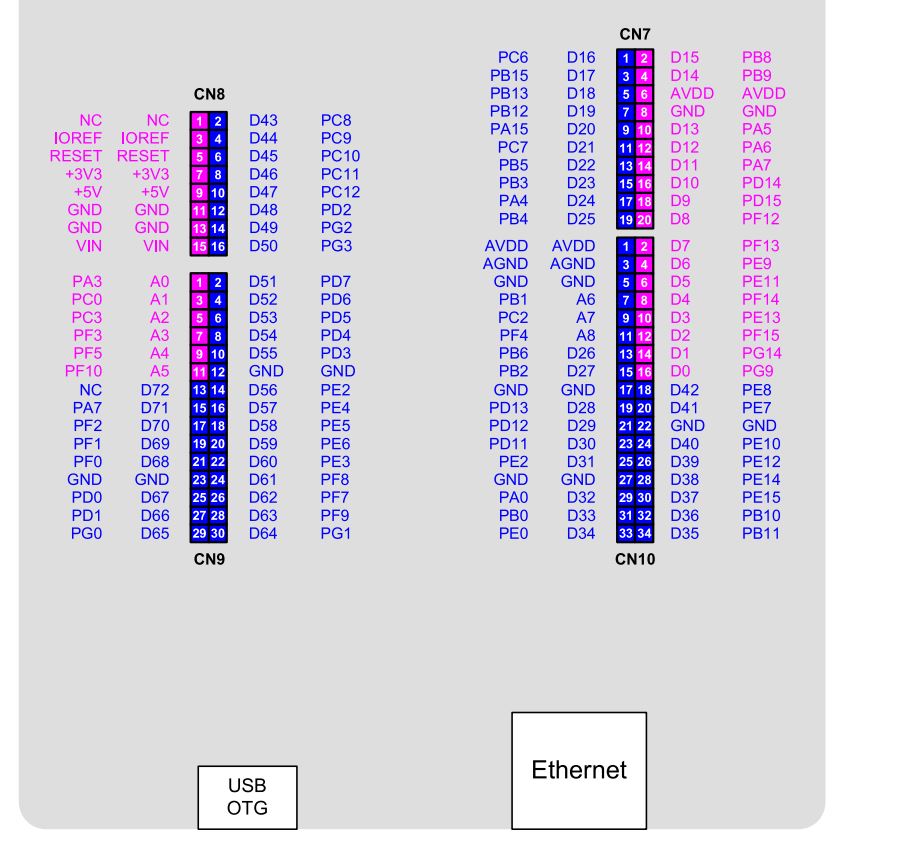 CN7
PC6 D16 1 2 D15 PB8
PB15 D17 3 4 D14 PB9
PB13 D18 5 6 AVDD AVDD
PB12 D19 7 8 GND GND
PA15 D20 9 10 D13 PA5
PC7 D21 11 12 D12 PA6
PB5 D22 13 14 D11 PA7
PB3 D23 15 16 D10 PD14
PA4 D24 17 18 D9 PD15
PB4 D25 19 20 D8 PF12
CN8
NC NC 1 2 D43 PC8
IOREF IOREF 3 4 D44 PC9
RESET RESET 5 6 D45 PC10
+3V3 +3V3 7 8 D46 PC11
+5V +5V 9 10 D47 PC12
GND GND 11 12 D48 PD2
GND GND 13 14 D49 PG2
VIN VIN 15 16 D50 PG3
PA3 A0 1 2 D51 PD7
PC0 A1 3 4 D52 PD6
PC3 A2 5 6 D53 PD5
PF3 A3 7 8 D54 PD4
PF5 A4 9 10 D55 PD3
PF10 A5 11 12 GND GND
NC D72 13 14 D56 PE2
PA7 D71 15 16 D57 PE4
PF2 D70 17 18 D58 PE5
PF1 D69 19 20 D59 PE6
PF0 D68 21 22 D60 PE3
GND GND 23 24 D61 PF8
PD0 D67 25 26 D62 PF7
PD1 D66 27 28 D63 PF9
PG0 D65 29 30 D64 PG1
CN9
AVDD AVDD 1 2 D7 PF13
AGND AGND 3 4 D6 PE9
GND GND 5 6 D5 PE11
PB1 A6 7 8 D4 PF14
PC2 A7 9 10 D3 PE13
PF4 A8 11 12 D2 PF15
PB6 D26 13 14 D1 PG14
PB2 D27 15 16 D0 PG9
GND GND 17 18 D42 PE8
PD13 D28 19 20 D41 PE7
PD12 D29 21 22 GND GND
PD11 D30 23 24 D40 PE10
PE2 D31 25 26 D39 PE12
GND GND 27 28 D38 PE14
PA0 D32 29 30 D37 PE15
PB0 D33 31 32 D36 PB10
PE0 D34 33 34 D35 PB11
CN10
Ethernet
USB
OTG